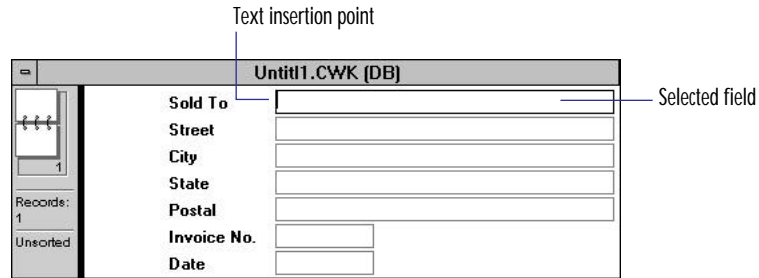 Text insertion point
Untitl1.CWK (DB)
Selected field
Sold To
Street
City
State
Postal
Invoice No.
Date
1
Records:
1
Unsorted